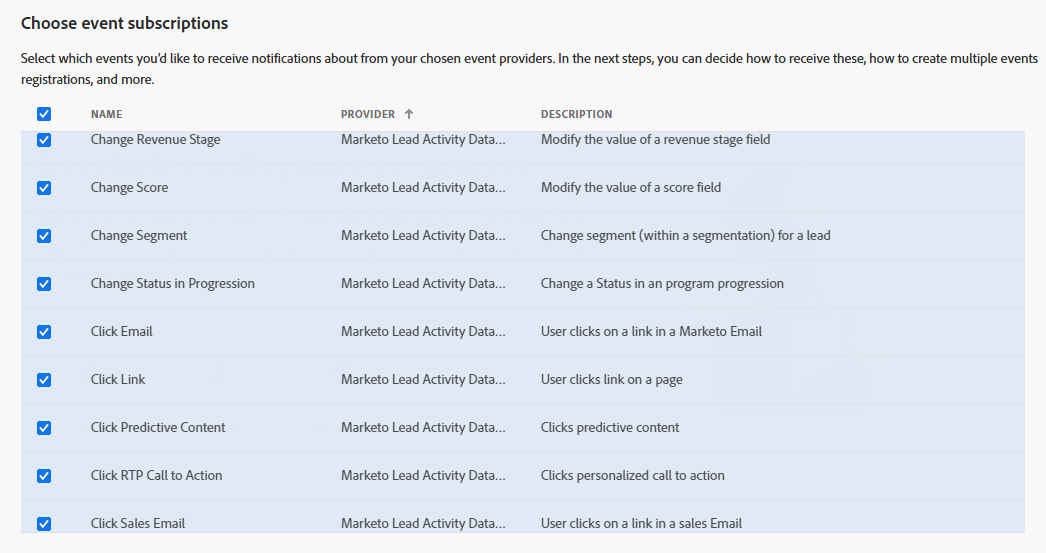 Choose event subscriptions
Select which events you'd like to receive notifications about from your chosen event providers. In the next steps, you can decide how to receive these, how to create multiple events
registrations, and more.
NAME PROVIDER ↑ DESCRIPTION
Change Revenue Stage Marketo Lead Activity Data... Modify the value of a revenue stage field
Change Score Marketo Lead Activity Data... Modify the value of a score field
Change Segment Marketo Lead Activity Data... Change segment (within a segmentation) for a lead
Change Status in Progression Marketo Lead Activity Data... Change a Status in an program progression
Click Email Marketo Lead Activity Data... User clicks on a link in a Marketo Email
Click Link Marketo Lead Activity Data... User clicks link on a page
Click Predictive Content Marketo Lead Activity Data... Clicks predictive content
Click RTP Call to Action Marketo Lead Activity Data... Clicks personalized call to action
Click Sales Email Marketo Lead Activity Data... User clicks on a link in a sales Email